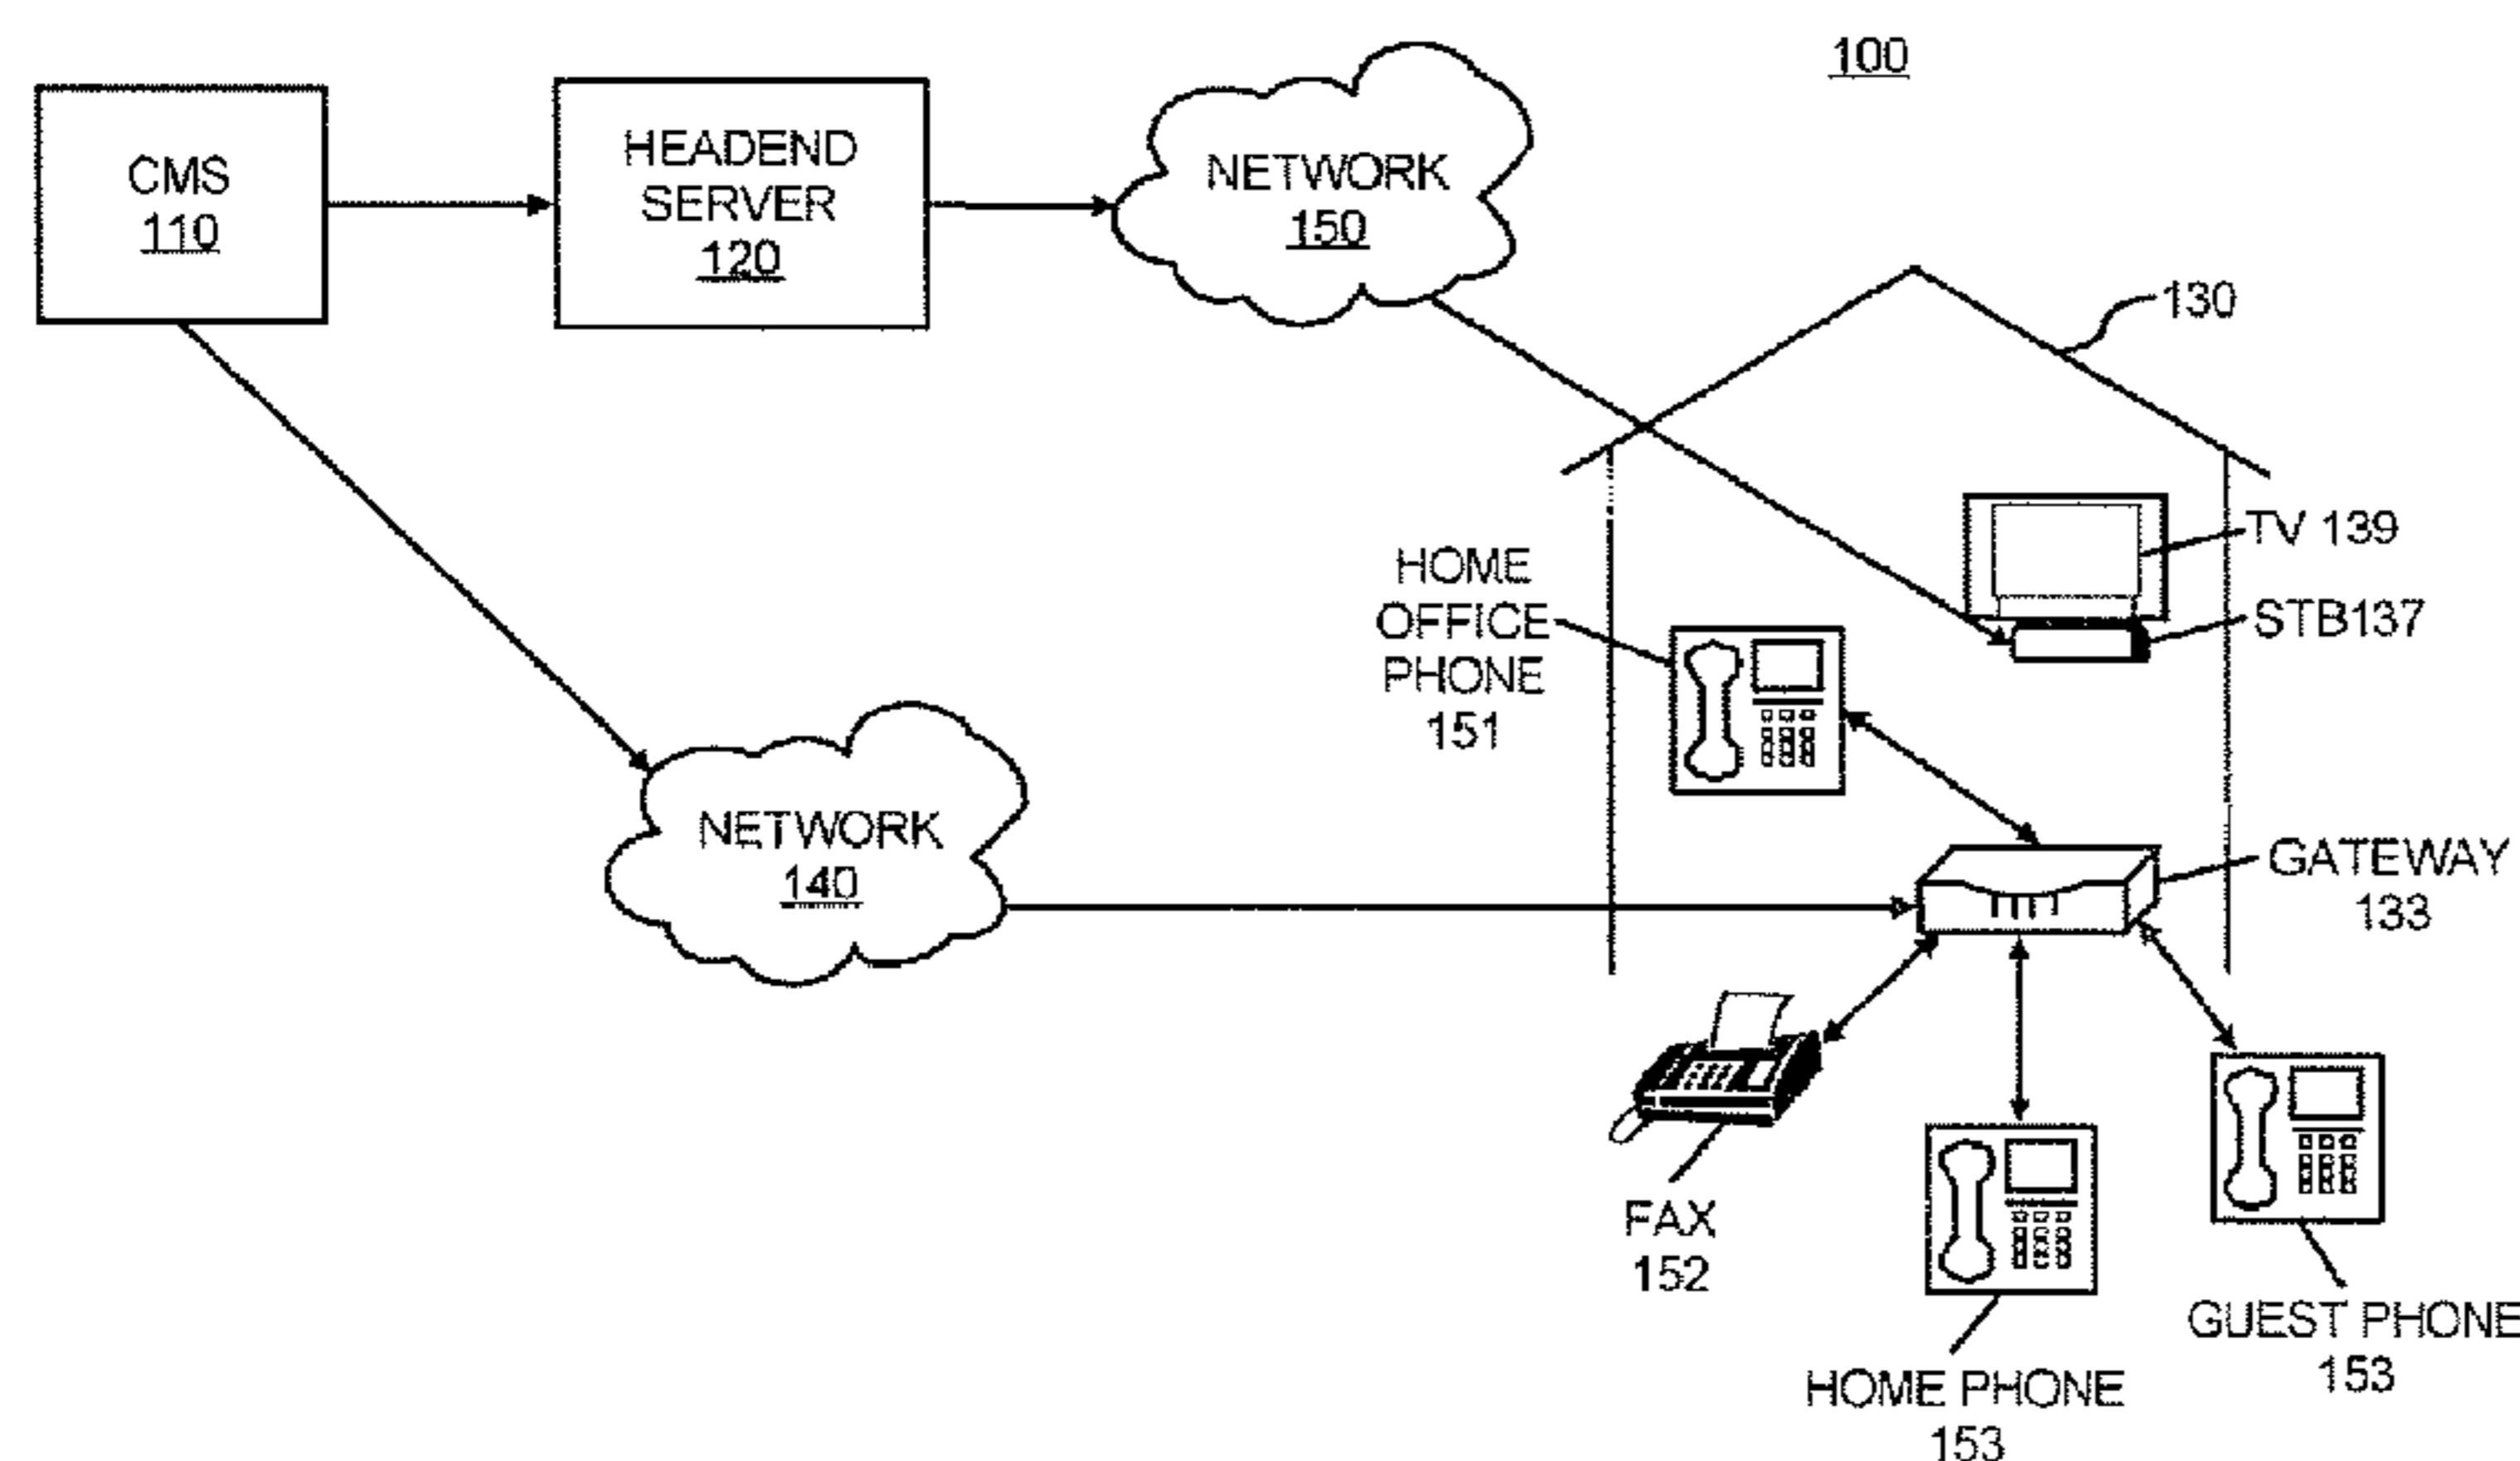 100
CMS
110
HEADEND
SERVER
120
NETWORK
150
130
TV 139
STB137
HOME
OFFICE
PHONE
151
NETWORK
140
GATEWAY
133
FAX
152
HOME PHONE
153
GUEST PHONE
153